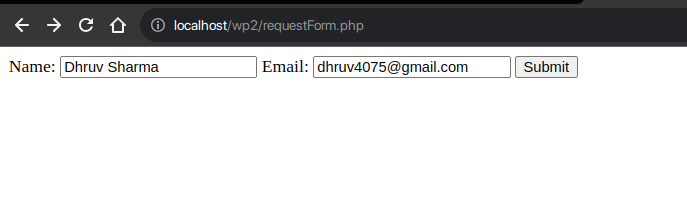 localhost/wp2/requestForm.php
Name: Dhruv Sharma Email: dhruv4075@gmail.com Submit